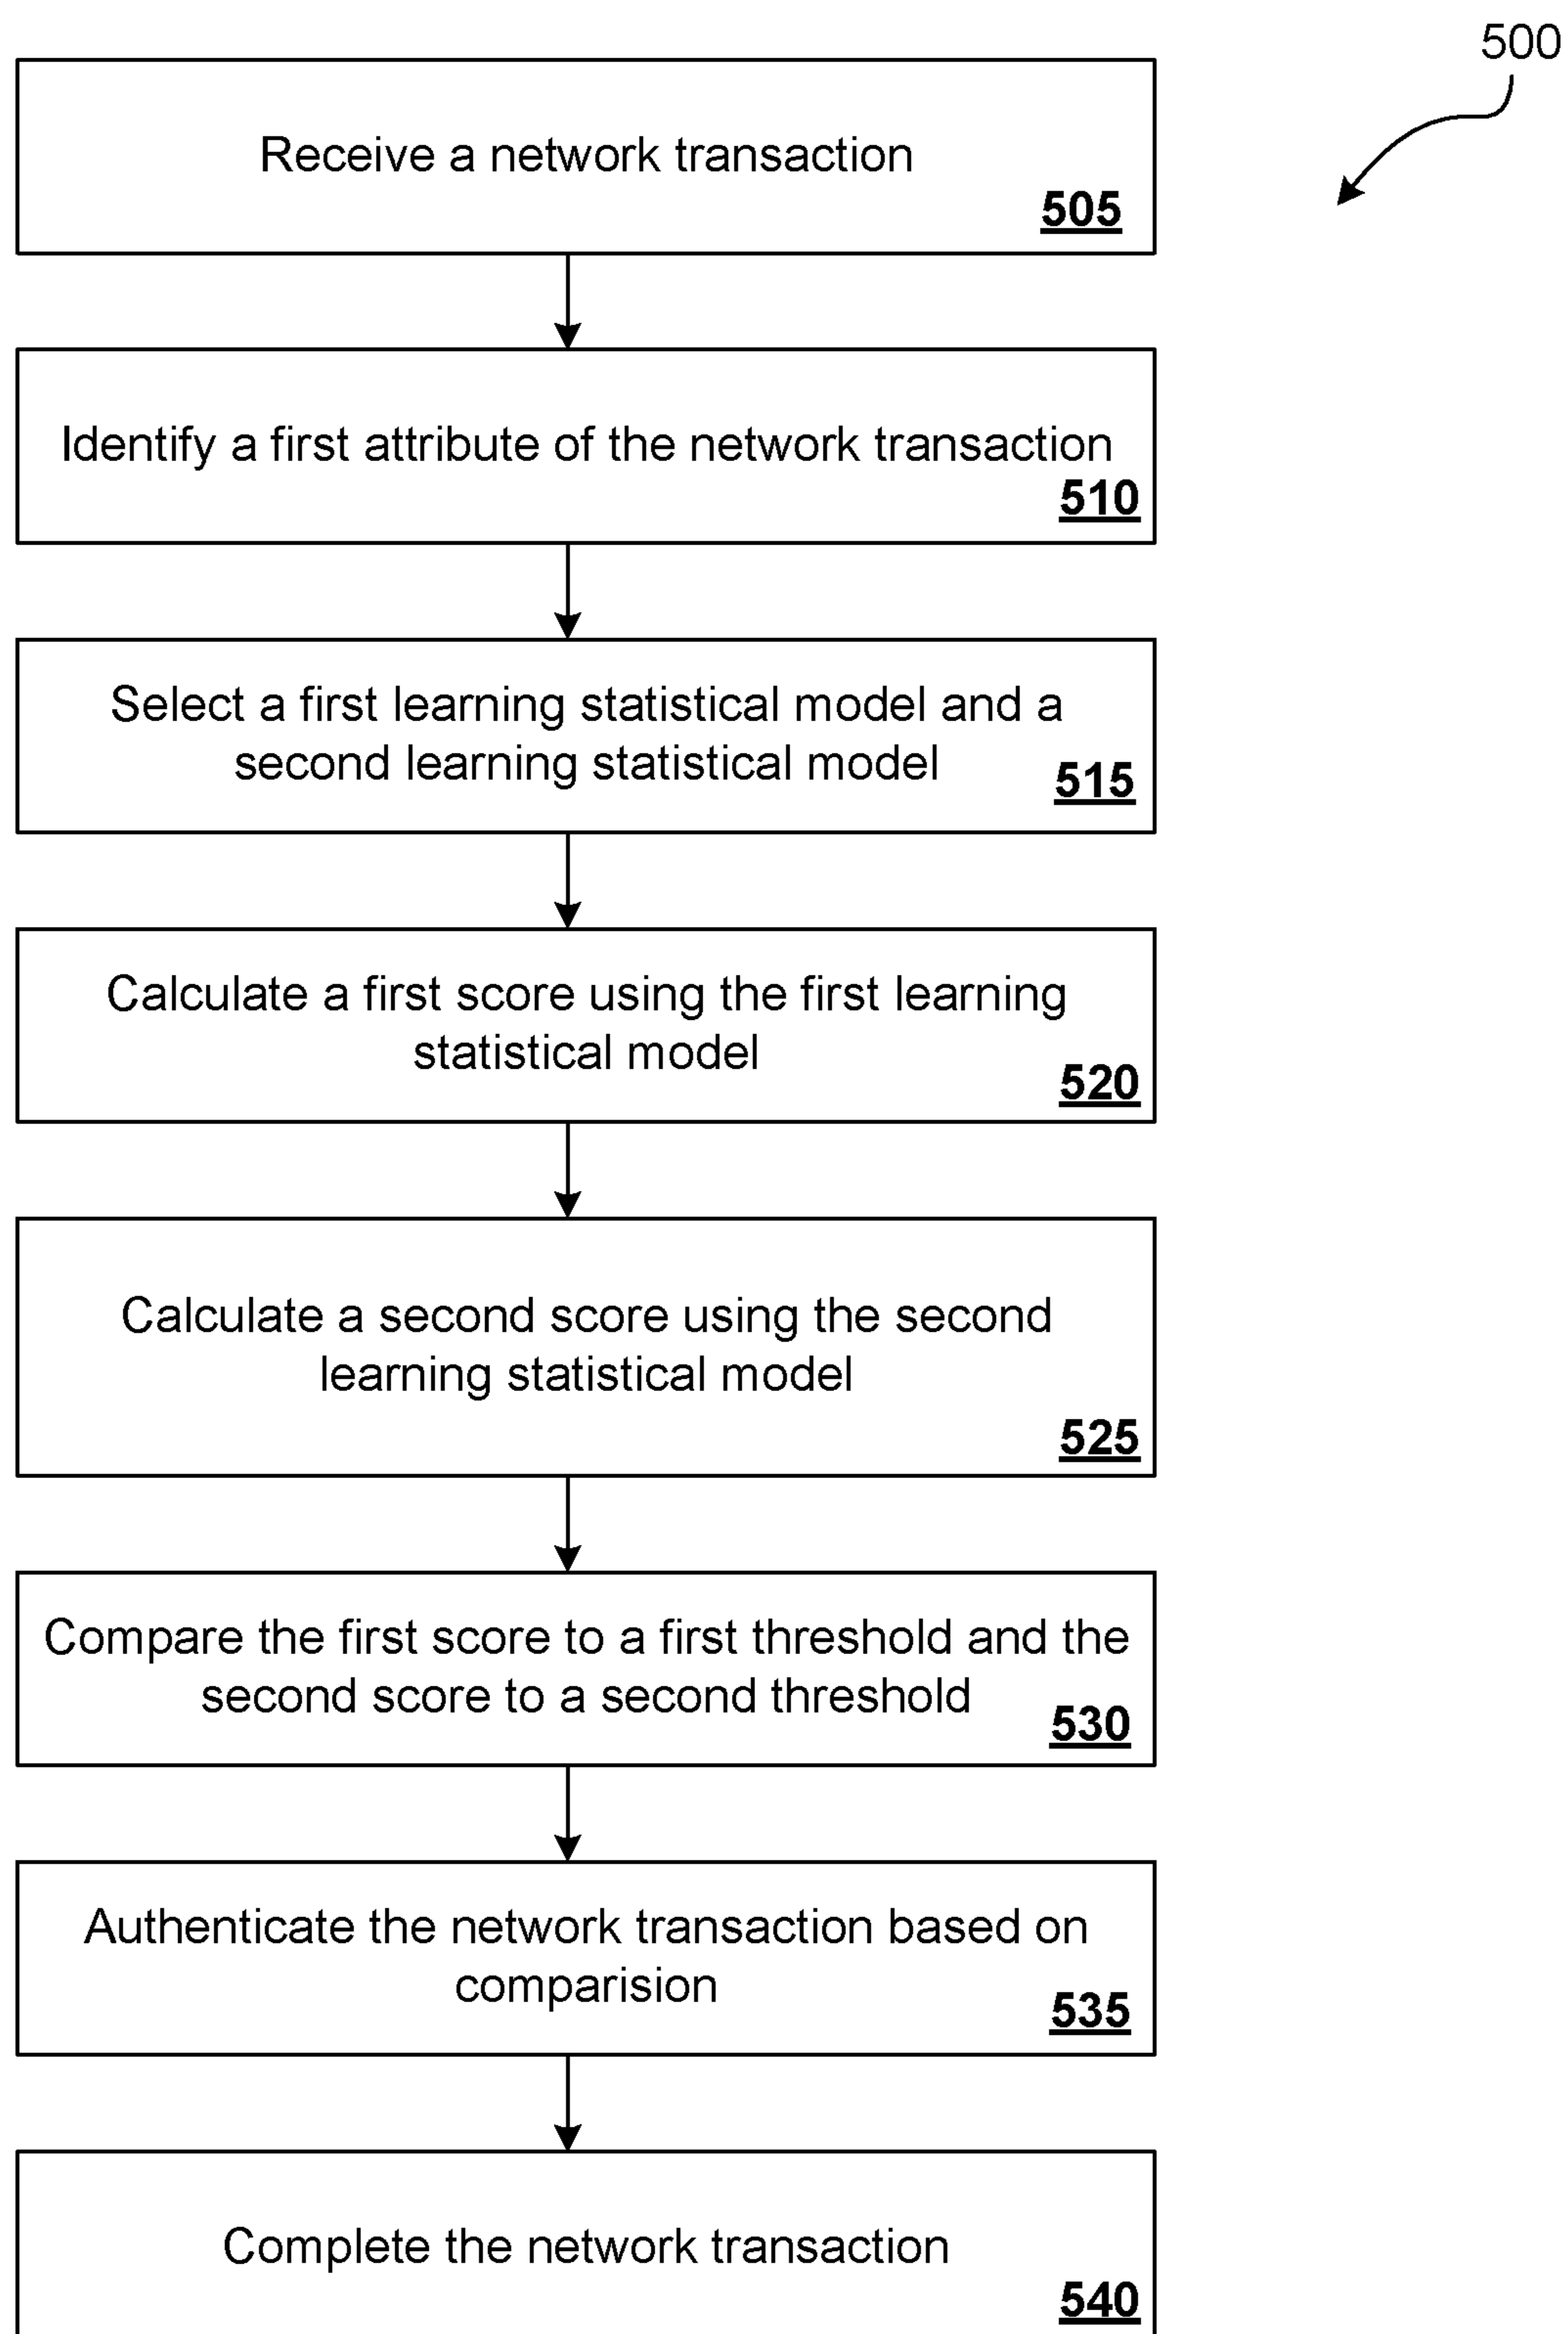 500
Receive a network transaction
505
Identify a first attribute of the network transaction
510
Select a first learning statistical model and a
second learning statistical model
515
Calculate a first score using the first learning
statistical model
520
Calculate a second score using the second
learning statistical model
525
Compare the first score to a first threshold and the
second score to a second threshold
530
Authenticate the network transaction based on
comparision
535
Complete the network transaction
540